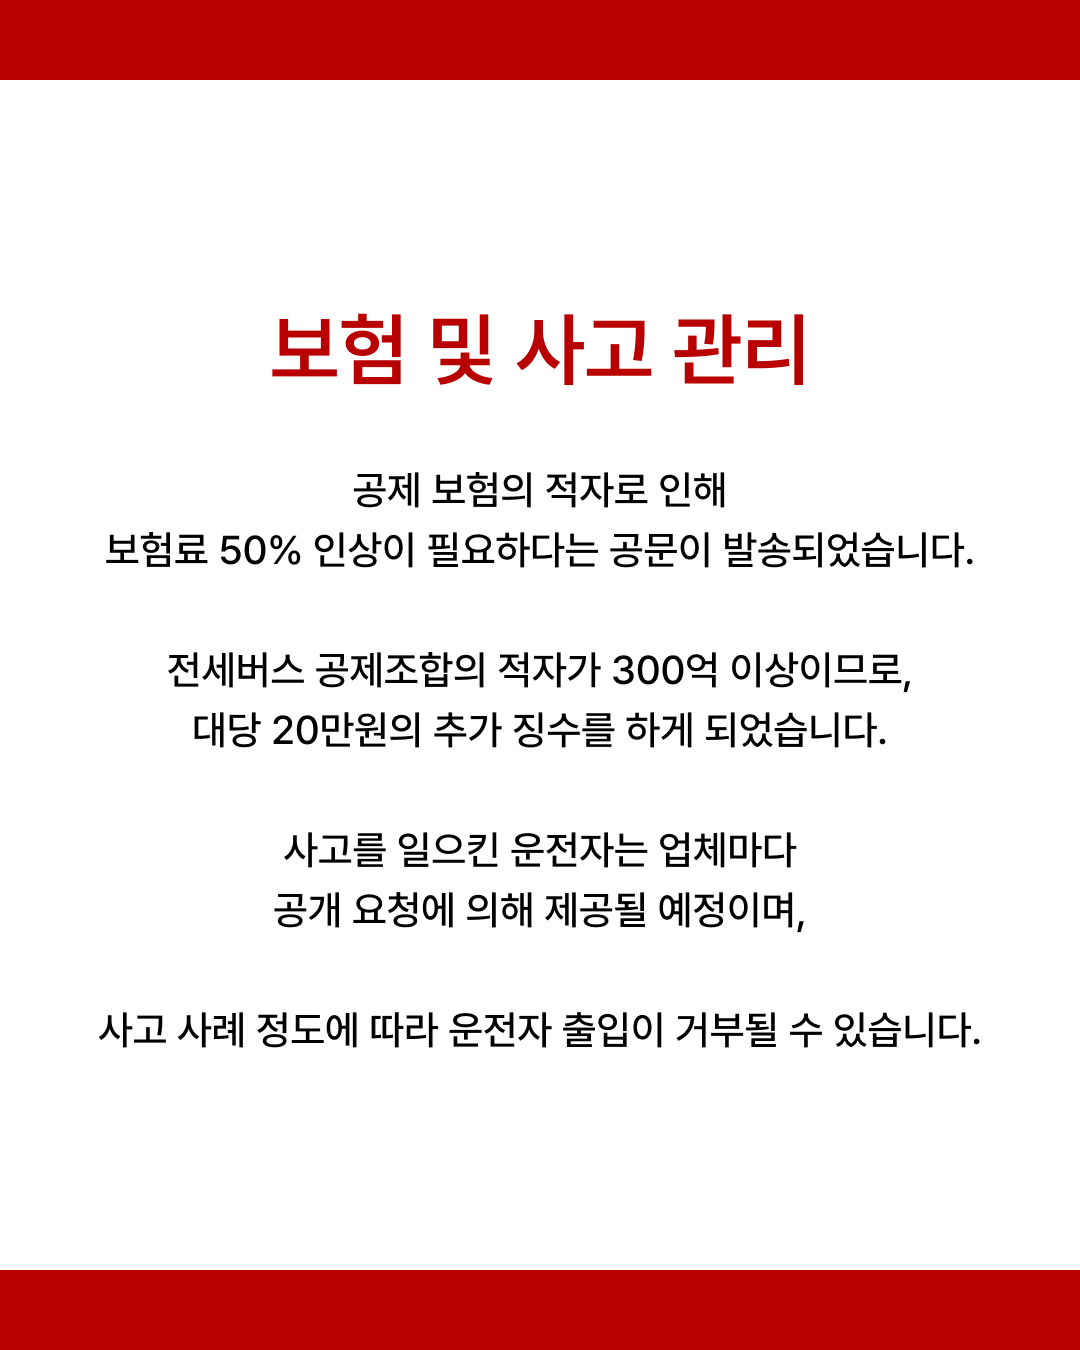 보험 및 사고 관리
공제 보험의 적자로 인해
보험료 50% 인상이 필요하다는 공문이 발송되었습니다.
전세버스 공제조합의 적자가 300억 이상이므로,
대당 20만원의 추가 징수를 하게 되었습니다.
사고를 일으킨 운전자는 업체마다
공개 요청에 의해 제공될 예정이며,
사고 사례 정도에 따라 운전자 출입이 거부될 수 있습니다.